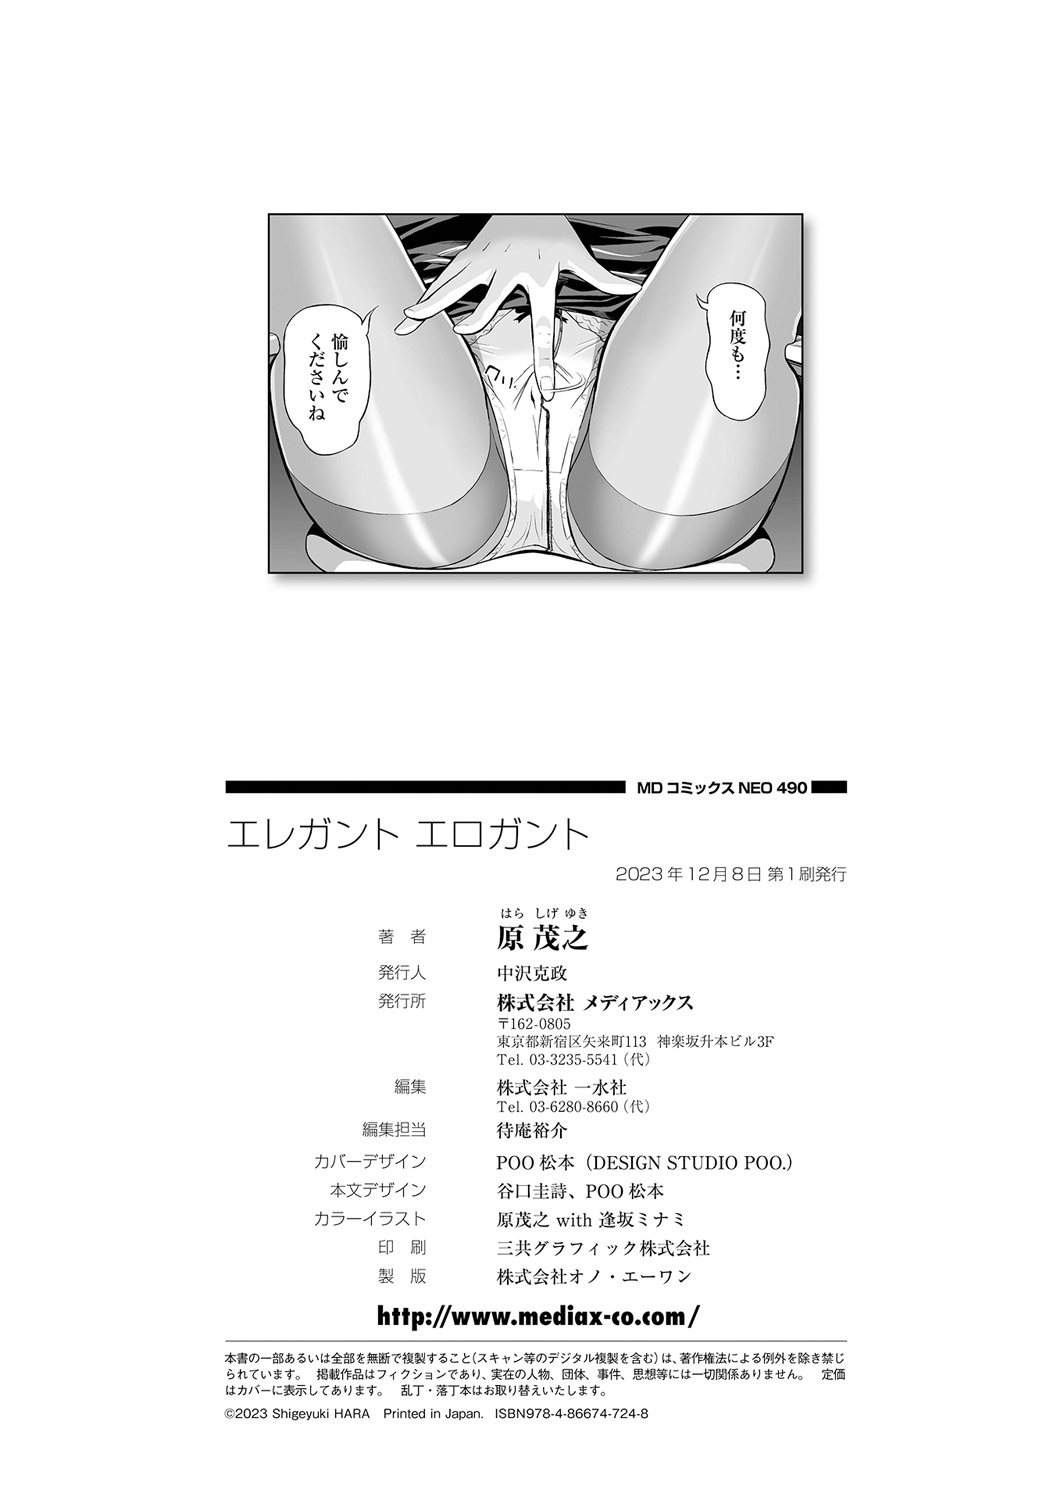 何度も…
愉しんで
くださいね
クパ
MDコミックスNEO 490
エレガント エロガント
2023年12月8日 第1刷発行
はら しげ ゆき
著 者 原 茂之
発行人 中沢克政
発行所 株式会社 メディアックス
〒162-0805
東京都新宿区矢来町113 神楽坂升本ビル3F
Tel. 03-3235-5541（代）
編集 株式会社 一水社
Tel. 03-6280-8660（代）
編集担当 待庵裕介
カバーデザイン POO松本（DESIGN STUDIO POO.）
本文デザイン 谷口圭詩、POO松本
カラーイラスト 原茂之 with 逢坂ミナミ
印 刷 三共グラフィック株式会社
製 版 株式会社オノ・エーワン
http://www.mediax-co.com/
本書の一部あるいは全部を無断で複製すること（スキャン等のデジタル複製を含む）は、著作権法による例外を除き禁じ
られています。 掲載作品はフィクションであり、実在の人物、団体、事件、思想等には一切関係ありません。 定価
はカバーに表示してあります。 乱丁・落丁本はお取り替えいたします。
©2023 Shigeyuki HARA Printed in Japan. ISBN978-4-86674-724-8